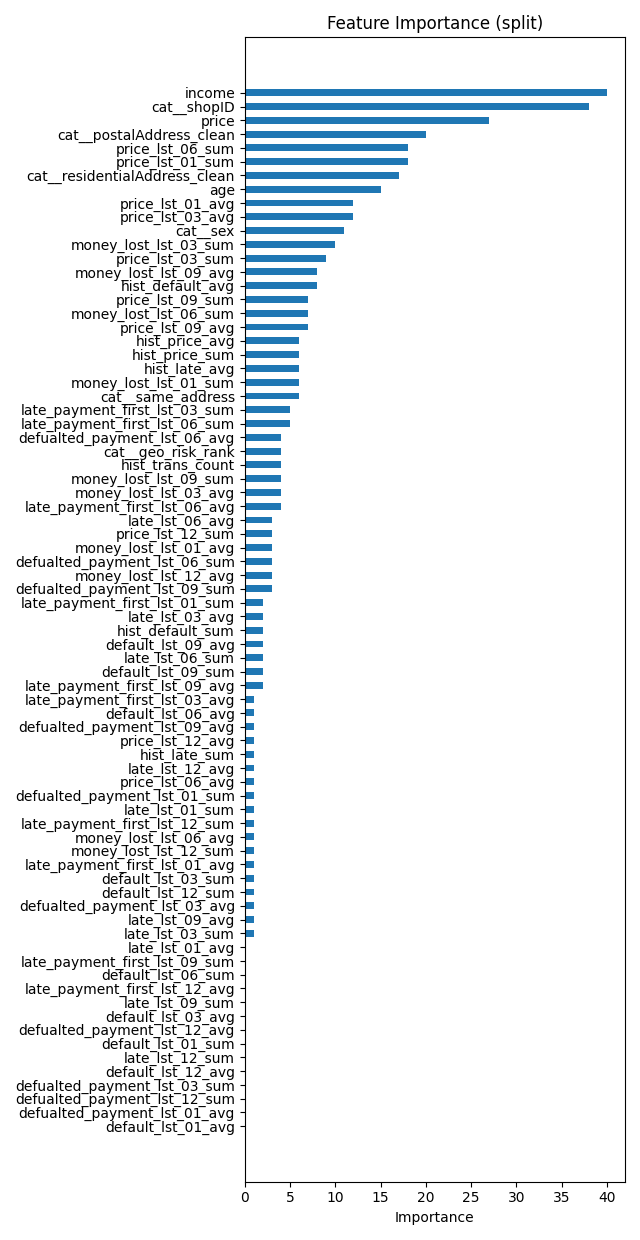 Feature Importance (split)
income
cat__shopID
price
cat__postalAddress_clean
price_lst_06_sum
price_lst_01_sum
cat__residentialAddress_clean
age
price_lst_01_avg
price_lst_03_avg
cat__sex
money_lost_lst_03_sum
price_lst_03_sum
money_lost_lst_09_avg
hist_default_avg
price_lst_09_sum
money_lost_lst_06_sum
price_lst_09_avg
hist_price_avg
hist_price_sum
hist_late_avg
money_lost_lst_01_sum
cat__same_address
late_payment_first_lst_03_sum
late_payment_first_lst_06_sum
defualted_payment_lst_06_avg
cat__geo_risk_rank
hist_trans_count
money_lost_lst_09_sum
money_lost_lst_03_avg
late_payment_first_lst_06_avg
late_lst_06_avg
price_lst_12_sum
money_lost_lst_01_avg
defualted_payment_lst_06_sum
money_lost_lst_12_avg
defualted_payment_lst_09_sum
late_payment_first_lst_01_sum
late_lst_03_avg
hist_default_sum
default_lst_09_avg
late_lst_06_sum
default_lst_09_sum
late_payment_first_lst_09_avg
late_payment_first_lst_03_avg
default_lst_06_avg
defualted_payment_lst_09_avg
price_lst_12_avg
hist_late_sum
late_lst_12_avg
price_lst_06_avg
defualted_payment_lst_01_sum
late_lst_01_sum
late_payment_first_lst_12_sum
money_lost_lst_06_avg
money_lost_lst_12_sum
late_payment_first_lst_01_avg
default_lst_03_sum
default_lst_12_sum
defualted_payment_lst_03_avg
late_lst_09_avg
late_lst_03_sum
late_lst_01_avg
late_payment_first_lst_09_sum
default_lst_06_sum
late_payment_first_lst_12_avg
late_lst_09_sum
default_lst_03_avg
defualted_payment_lst_12_avg
default_lst_01_sum
late_lst_12_sum
default_lst_12_avg
defualted_payment_lst_03_sum
defualted_payment_lst_12_sum
defualted_payment_lst_01_avg
default_lst_01_avg
0 5 10 15 20 25 30 35 40
Importance